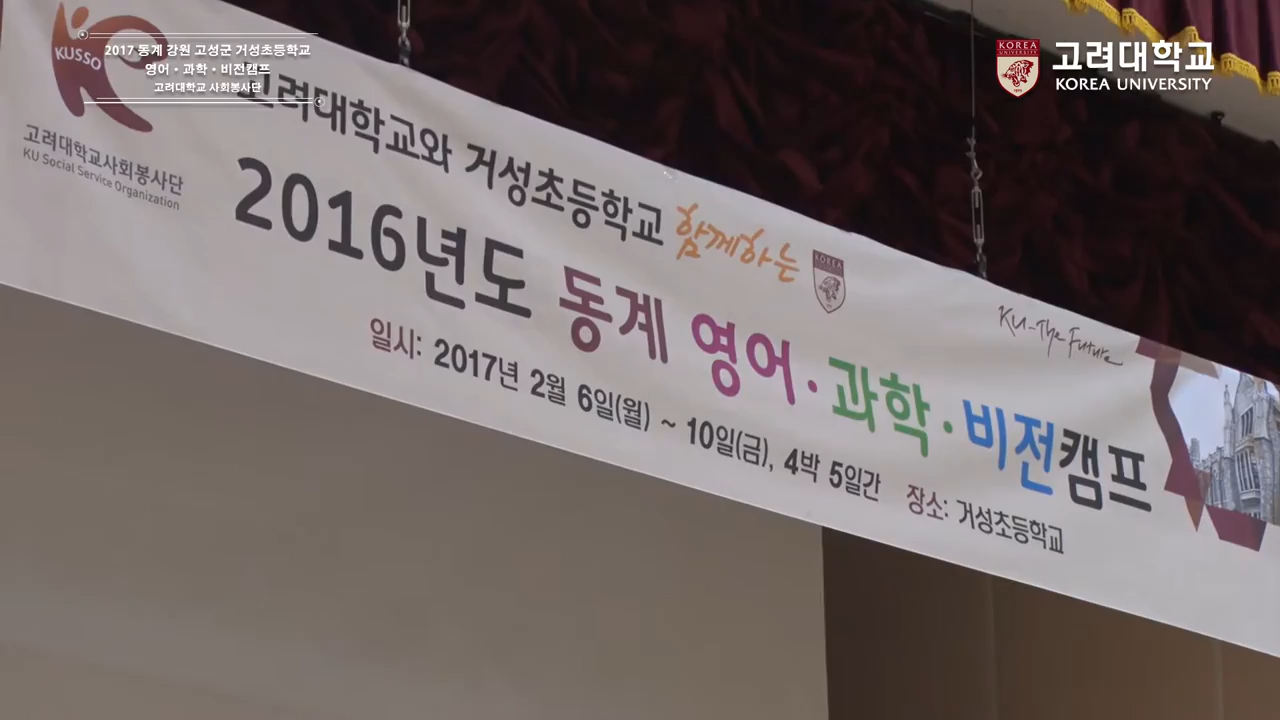 2017 동계 강원 고성군 거성초등학교
영어 • 과학 • 비전캠프
고려대학교 사회봉사단
KOREA
UNIVERSITY
고려대학교
KOREA UNIVERSITY
KUSSO
고려대학교사회봉사단
KU Social Service Organization
고려대학교와 거성초등학교 함께하는
KOREA
2016년도 동계 영어·과학·비전캠프
KU-The Future
일시: 2017년 2월 6일(월) ~ 10일(금), 4박 5일간 장소: 거성초등학교